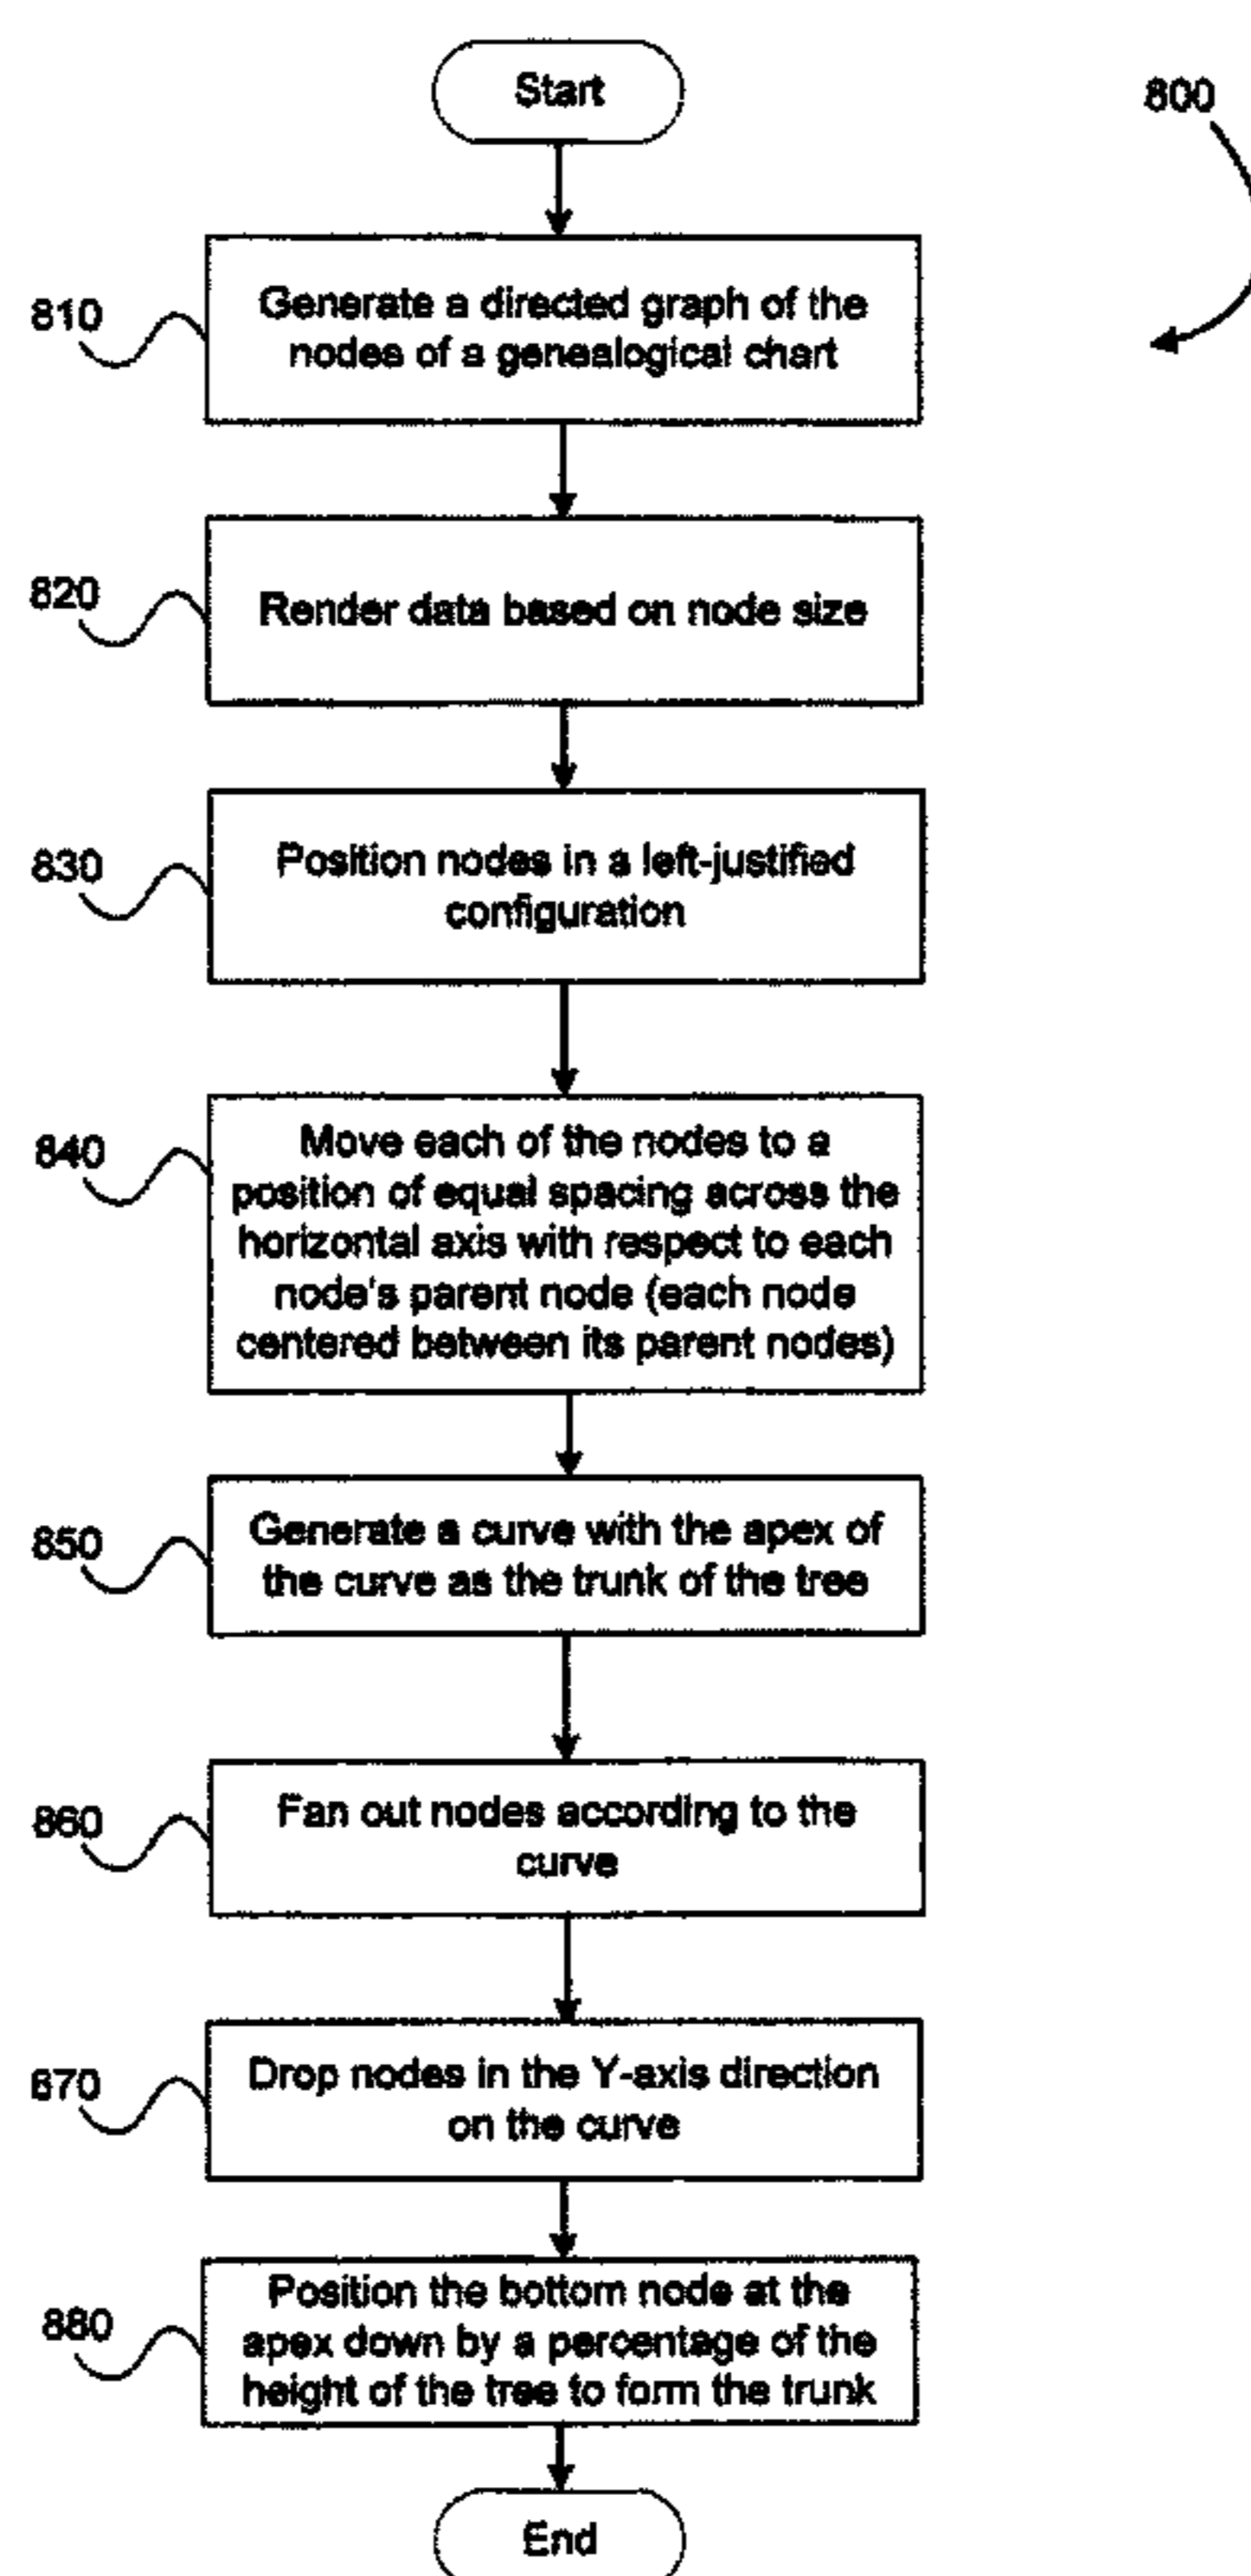 Start
800
810
Generate a directed graph of the
nodes of a genealogical chart
820
Render data based on node size
830
Position nodes in a left-justified
configuration
840
Move each of the nodes to a
position of equal spacing across the
horizontal axis with respect to each
node's parent node (each node
centered between its parent nodes)
850
Generate a curve with the apex of
the curve as the trunk of the tree
860
Fan out nodes according to the
curve
870
Drop nodes in the Y-axis direction
on the curve
880
Position the bottom node at the
apex down by a percentage of the
height of the tree to form the trunk
End